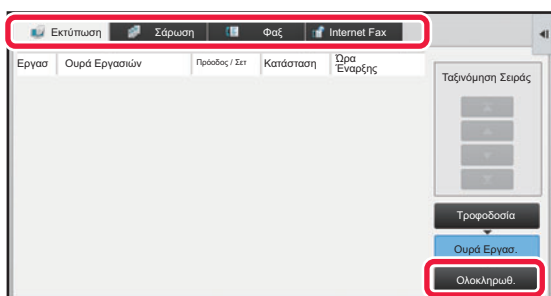 Εκτύπωση Σάρωση Φαξ Internet Fax
Εργασ Ουρά Εργασιών Πρόοδος / Σετ Κατάσταση Ώρα Έναρξης
Ταξινόμηση Σειράς
Τροφοδοσία
Ουρά Εργασ.
Ολοκληρωθ.